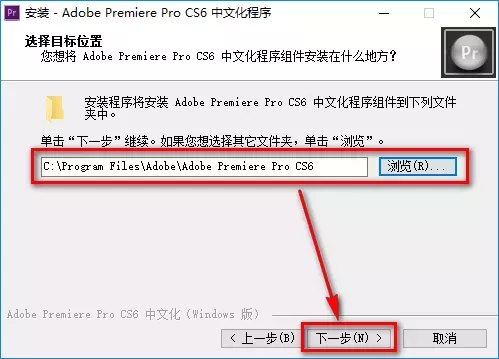 Pr 安装 - Adobe Premiere Pro CS6 中文化程序
选择目标位置
您想将 Adobe Premiere Pro CS6 中文化程序组件安装在什么地方？
Pr
安装程序将安装 Adobe Premiere Pro CS6 中文化程序组件到下列文件
夹中。
单击“下一步”继续。如果您想选择其它文件夹，单击“浏览”。
C:\Program Files\Adobe\Adobe Premiere Pro CS6 浏览(R)...
Adobe Premiere Pro CS6 中文化 (Windows 版)
< 上一步(B) 下一步(N) > 取消